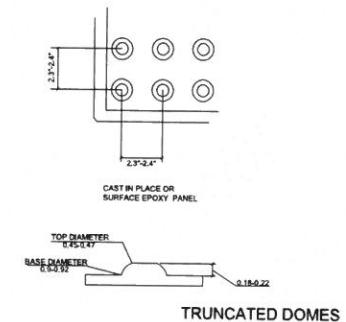 2.3"-2.4"
2.3"-2.4"
CAST IN PLACE OR
SURFACE EPOXY PANEL
TOP DIAMETER
0.45-0.47
BASE DIAMETER
0.9-0.92
0.18-0.22
TRUNCATED DOMES